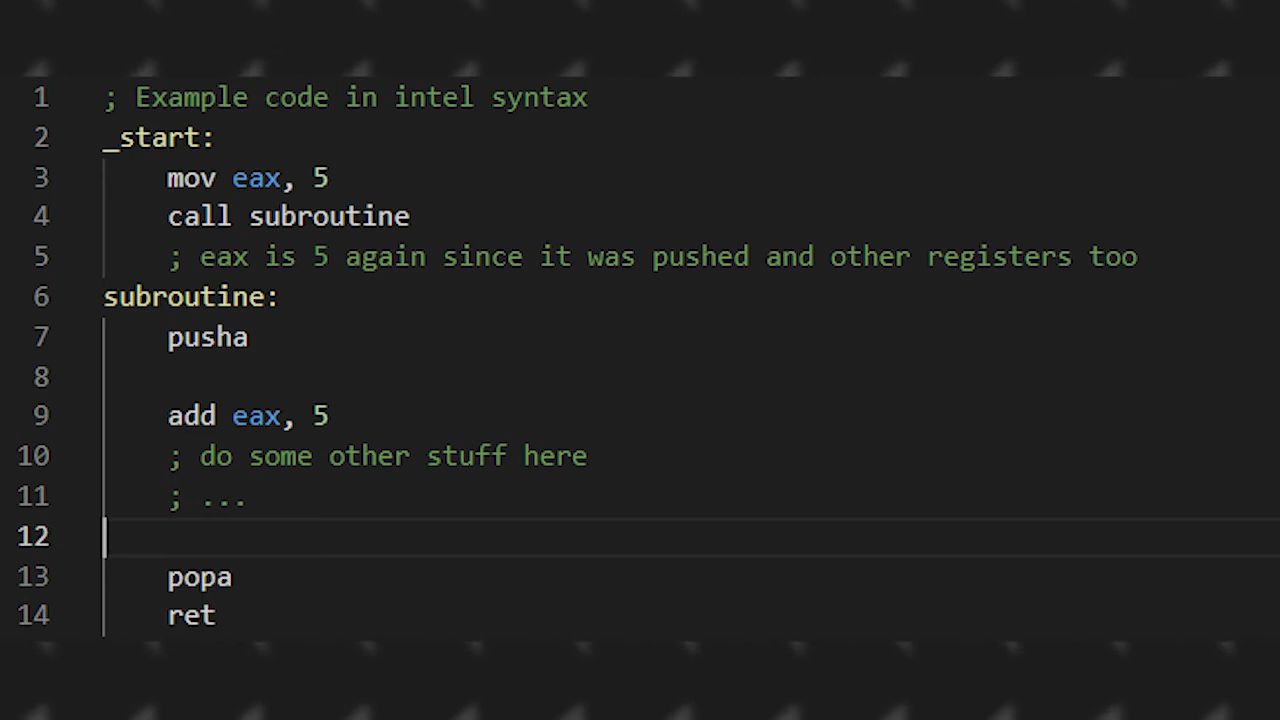 1 ; Example code in intel syntax
2 _start:
3 mov eax, 5
4 call subroutine
5 ; eax is 5 again since it was pushed and other registers too
6 subroutine:
7 pusha
8
9 add eax, 5
10 ; do some other stuff here
11 ; ...
12
13 popa
14 ret